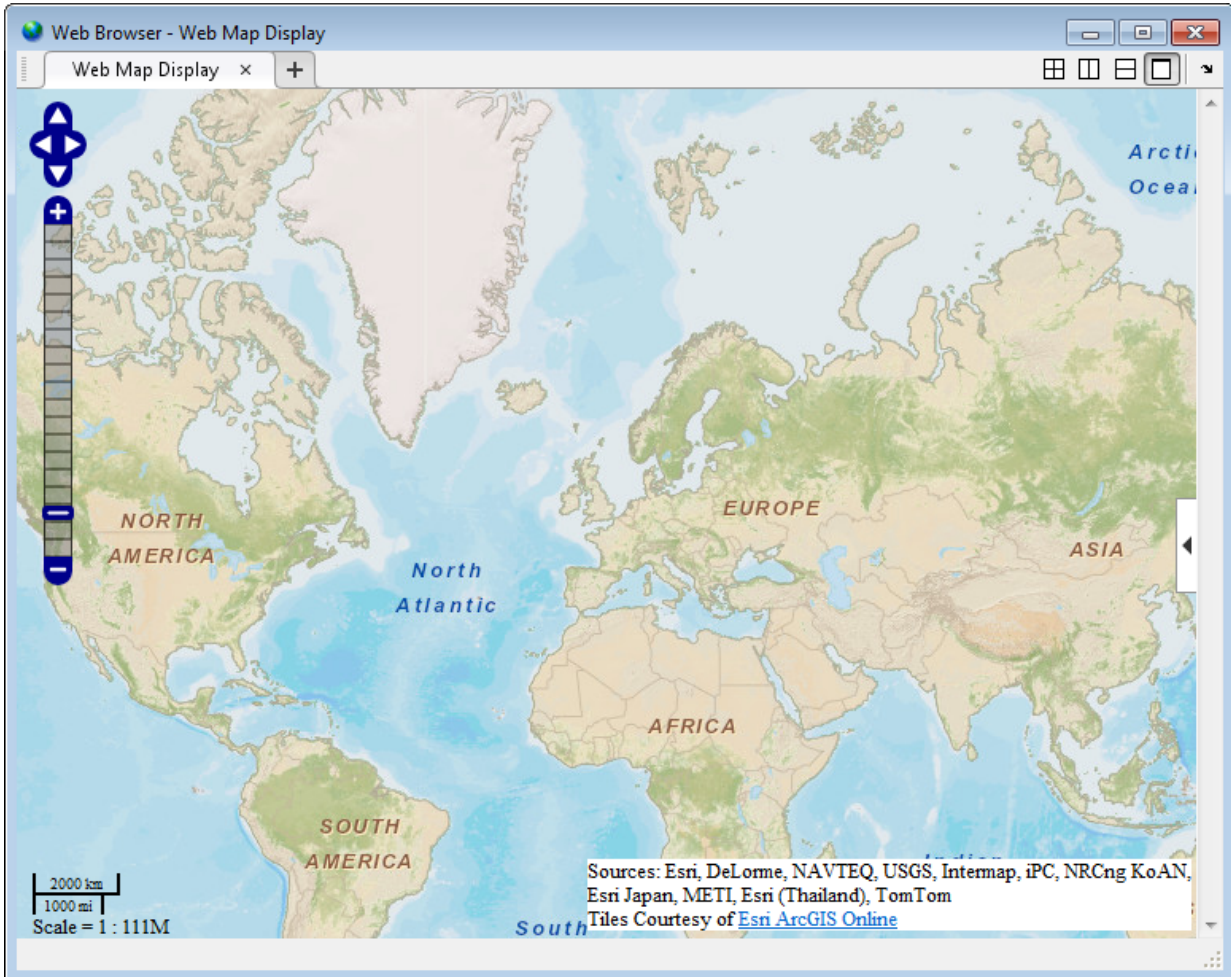 Web Browser - Web Map Display
Web Map Display
Arctic
Ocean
NORTH
AMERICA
EUROPE
ASIA
North
Atlantic
AFRICA
SOUTH
AMERICA
Indian
South
2000 km
1000 mi
Scale = 1 : 111M
Sources: Esri, DeLorme, NAVTEQ, USGS, Intermap, iPC, NRCng KoAN,
Esri Japan, METI, Esri (Thailand), TomTom
Tiles Courtesy of Esri ArcGIS Online